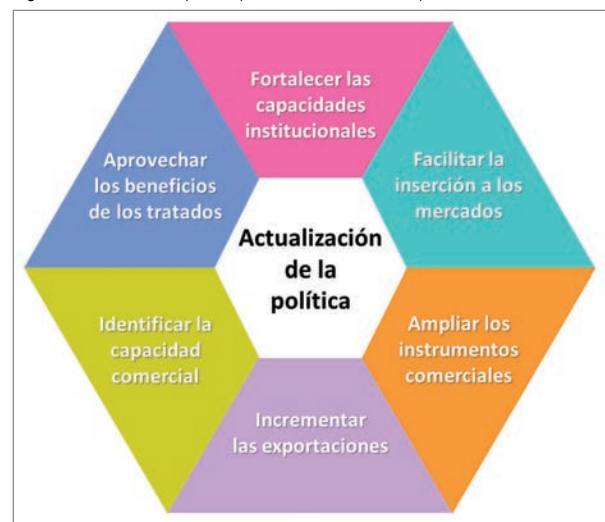 Fortalecer las
capacidades
institucionales
Facilitar la
inserción a los
mercados
Ampliar los
instrumentos
comerciales
Incrementar
las exportaciones
Identificar la
capacidad
comercial
Aprovechar
los beneficios
de los tratados
Actualización
de la
política